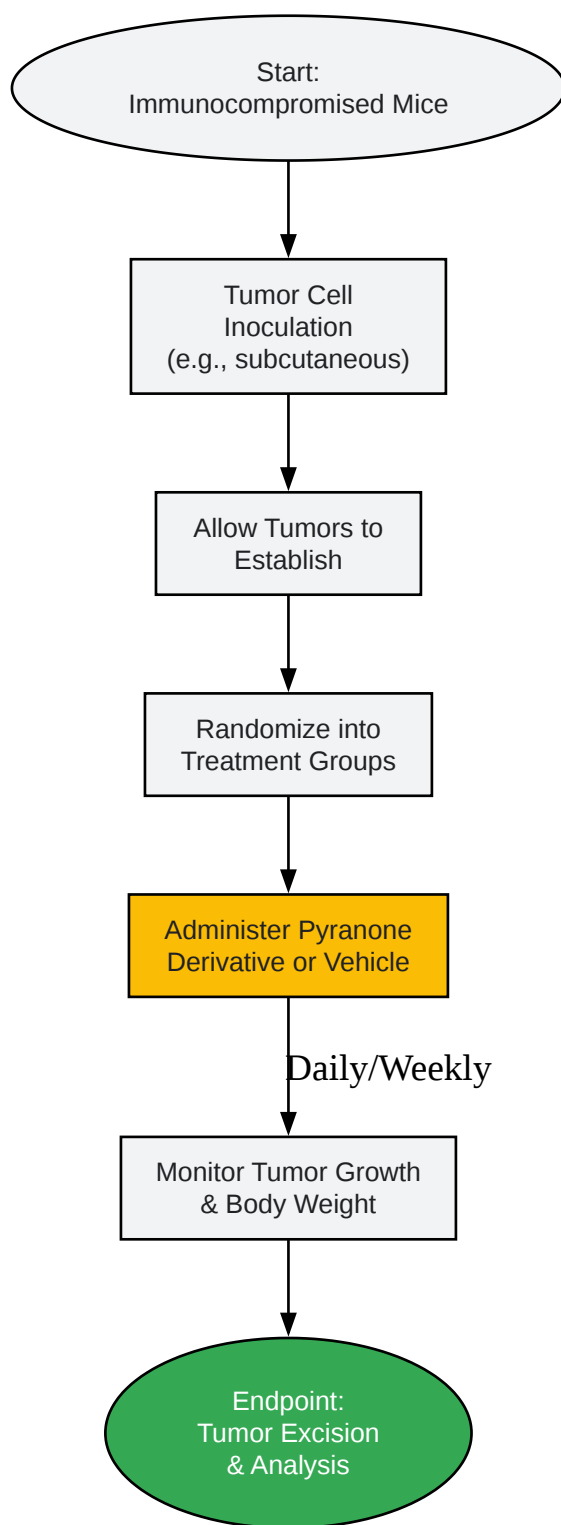 Start:
Immunocompromised Mice
Tumor Cell
Inoculation
(e.g., subcutaneous)
Allow Tumors to
Establish
Randomize into
Treatment Groups
Administer Pyranone
Derivative or Vehicle
Daily/Weekly
Monitor Tumor Growth
& Body Weight
Endpoint:
Tumor Excision
& Analysis